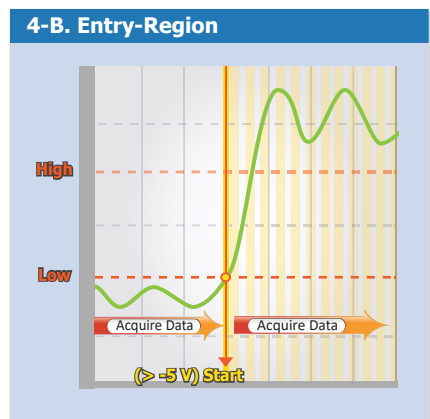 4-B. Entry-Region
High
Low
Acquire Data Acquire Data
(> -5 V) Start